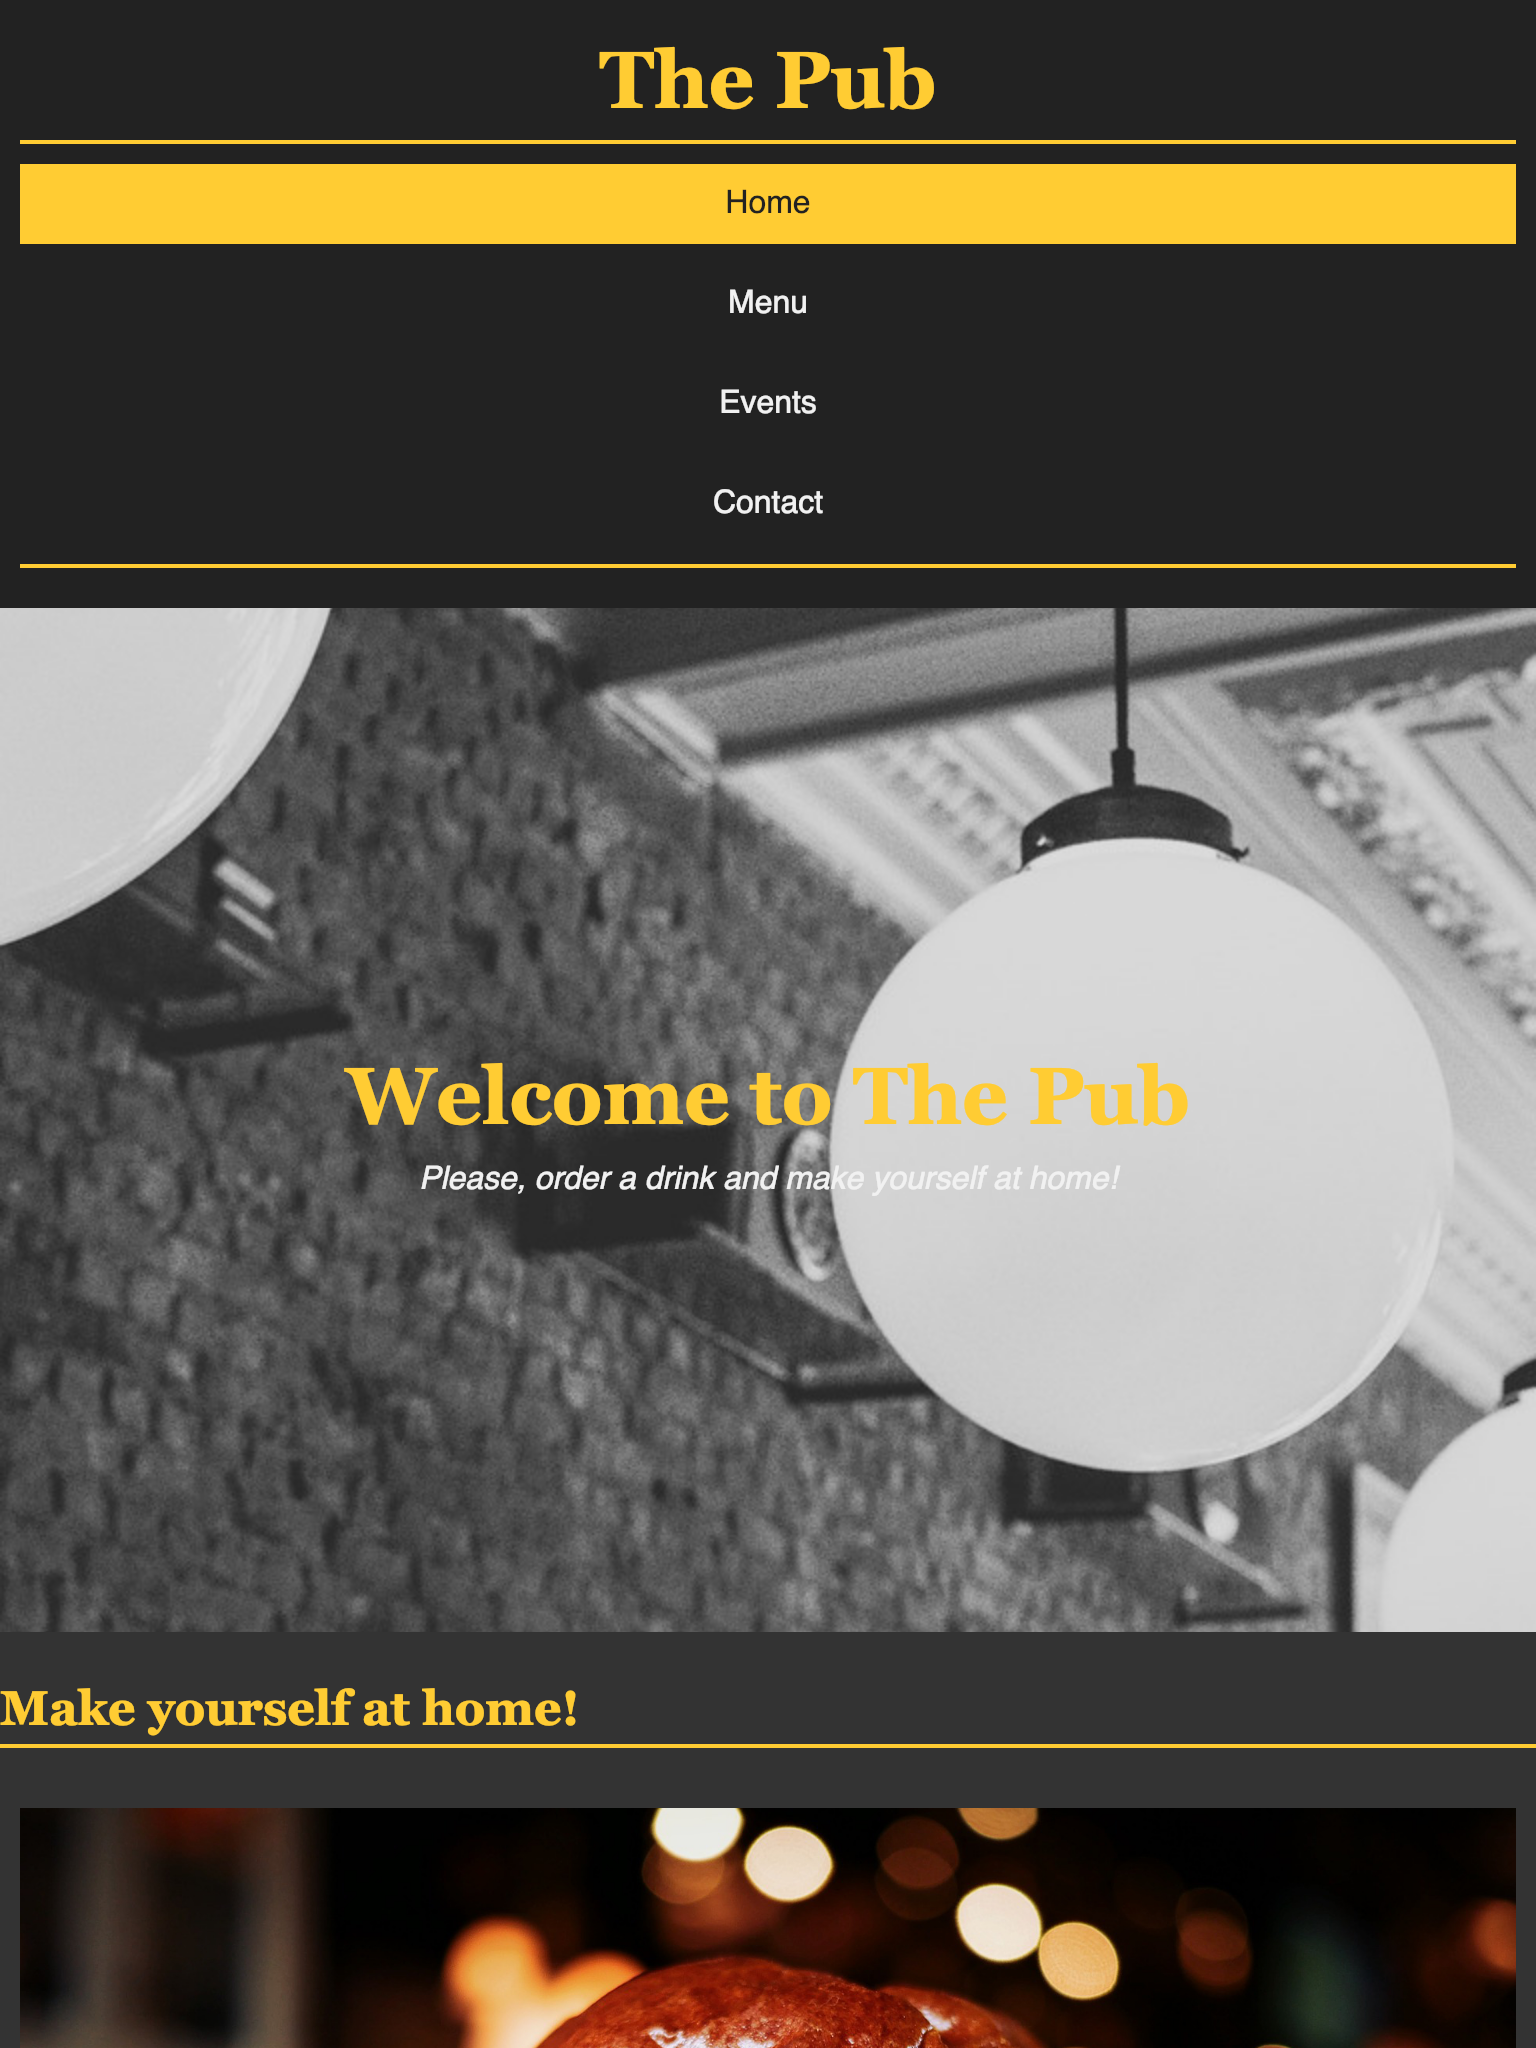 The Pub
Home
Menu
Events
Contact
Welcome to The Pub
Please, order a drink and make yourself at home!
Make yourself at home!